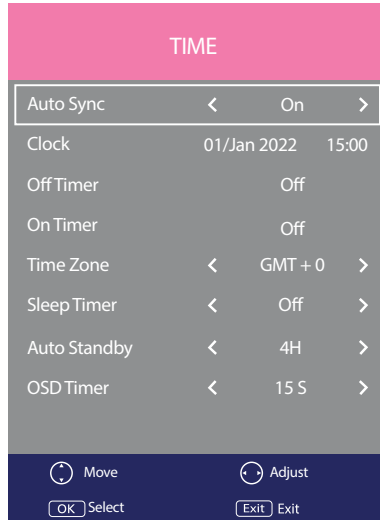 TIME
Auto Sync < On >
Clock 01/Jan 2022 15:00
Off Timer Off
On Timer Off
Time Zone < GMT + 0 >
Sleep Timer < Off >
Auto Standby < 4H >
OSD Timer < 15 S >
Move Adjust
OK Select Exit Exit